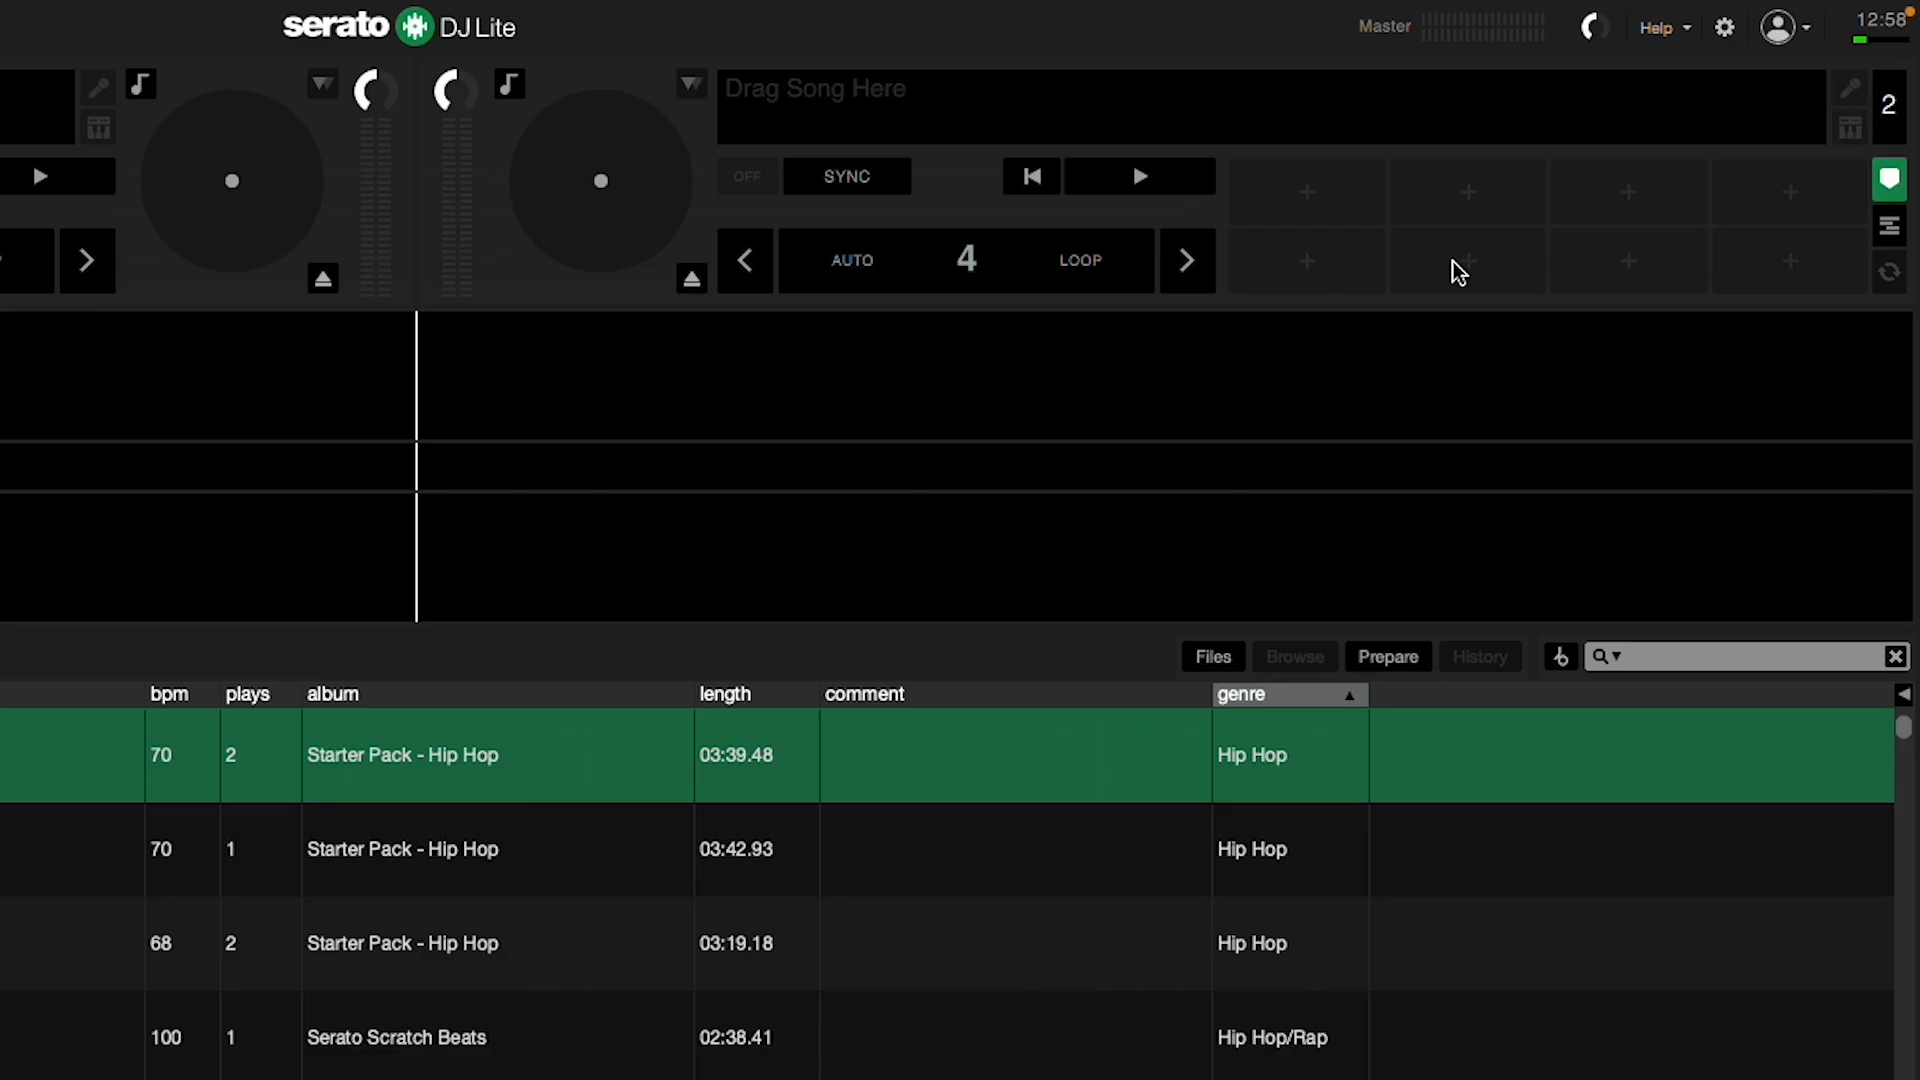 serato DJ Lite
Master
Help
12:58
Drag Song Here
2
OFF
SYNC
AUTO
4
LOOP
Files
Browse
Prepare
History
bpm plays album length comment genre
70 2 Starter Pack - Hip Hop 03:39.48 Hip Hop
70 1 Starter Pack - Hip Hop 03:42.93 Hip Hop
68 2 Starter Pack - Hip Hop 03:19.18 Hip Hop
100 1 Serato Scratch Beats 02:38.41 Hip Hop/Rap